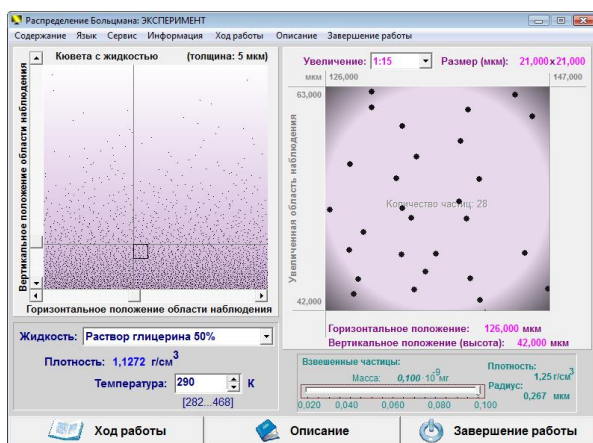 Распределение Больцмана: ЭКСПЕРИМЕНТ
Содержание Язык Сервис Информация Ход работы Описание Завершение работы
Кювета с жидкостью (толщина: 5 мкм)
Вертикальное положение области наблюдения
Горизонтальное положение области наблюдения
Увеличение: 1:15 Размер (мкм): 21,000x21,000
мкм 126,000 147,000
63,000
Увеличенная область наблюдения
Количество частиц: 28
42,000
Горизонтальное положение: 126,000 мкм
Вертикальное положение (высота): 42,000 мкм
Жидкость: Раствор глицерина 50%
Плотность: 1,1272 г/см3
Температура: 290 К
[282...468]
Взвешенные частицы:
Масса: 0,100·10-9 мг
0,020 0,040 0,060 0,080 0,100
Плотность:
1,25 г/см3
Радиус:
0,267 мкм
Ход работы Описание Завершение работы